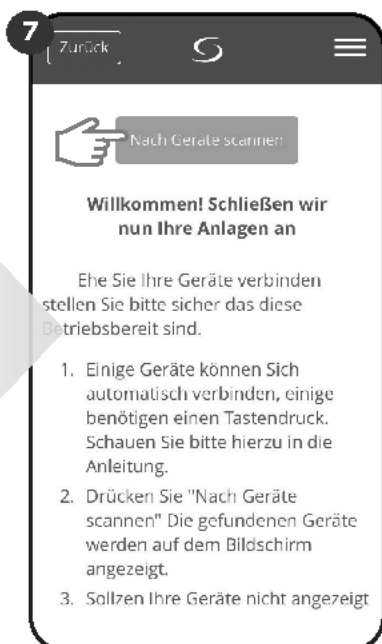 7
Zurück
Nach Geräte scannen
Willkommen! Schließen wir
nun Ihre Anlagen an
Ehe Sie Ihre Geräte verbinden
stellen Sie bitte sicher das diese
Betriebsbereit sind.
1. Einige Geräte können Sich
automatisch verbinden, einige
benötigen einen Tastendruck.
Schauen Sie bitte hierzu in die
Anleitung.
2. Drücken Sie "Nach Geräte
scannen" Die gefundenen Geräte
werden auf dem Bildschirm
angezeigt.
3. Sollzen Ihre Geräte nicht angezeigt